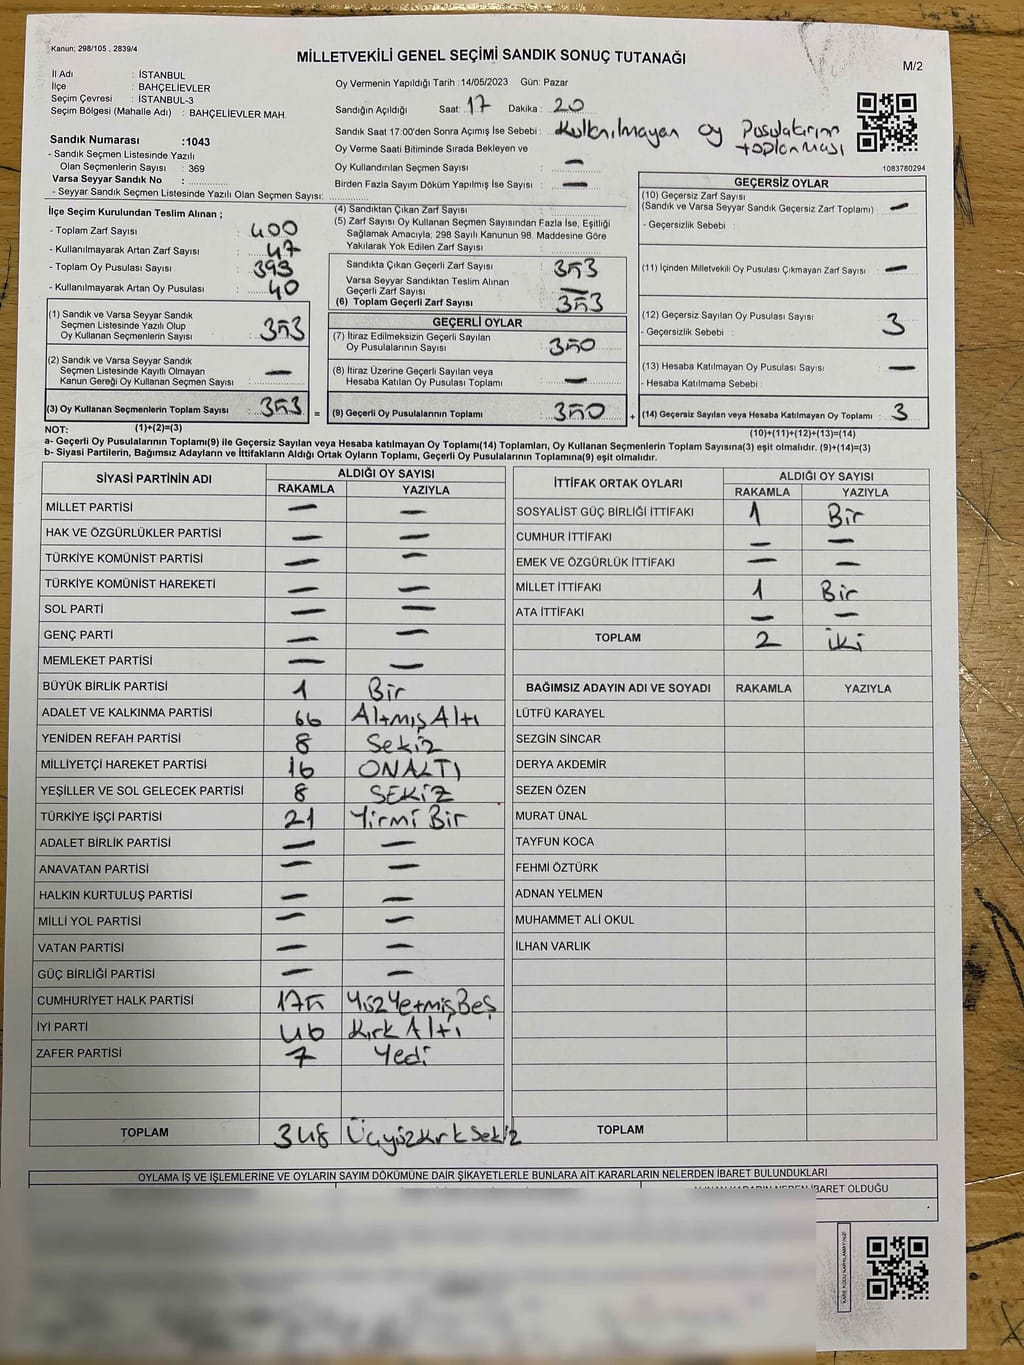 Kanun; 298/105 , 2839/4
MİLLETVEKİLİ GENEL SEÇİMİ SANDIK SONUÇ TUTANAĞI
M/2
İl Adı : İSTANBUL
İlçe : BAHÇELİEVLER
Seçim Çevresi : İSTANBUL-3
Seçim Bölgesi (Mahalle Adı) : BAHÇELİEVLER MAH.
Oy Vermenin Yapıldığı Tarih :14/05/2023 Gün: Pazar
Sandığın Açıldığı Saat: 17 Dakika : 20
Sandık Saat 17:00'den Sonra Açımış İse Sebebi : Kullanılmayan Oy Pusulalarının toplanması
Oy Verme Saati Bitiminde Sırada Bekleyen ve
Oy Kullandırılan Seçmen Sayısı : —
Birden Fazla Sayım Döküm Yapılmış İse Sayısı : —
1083780294
Sandık Numarası :1043
- Sandık Seçmen Listesinde Yazılı
Olan Seçmenlerin Sayısı : 369
Varsa Seyyar Sandık No :
- Seyyar Sandık Seçmen Listesinde Yazılı Olan Seçmen Sayısı:
İlçe Seçim Kurulundan Teslim Alınan ;
- Toplam Zarf Sayısı : 400
- Kullanılmayarak Artan Zarf Sayısı : 47
- Toplam Oy Pusulası Sayısı : 393
- Kullanılmayarak Artan Oy Pusulası : 40
(1) Sandık ve Varsa Seyyar Sandık
Seçmen Listesinde Yazılı Olup
Oy Kullanan Seçmenlerin Sayısı : 353
(2) Sandık ve Varsa Seyyar Sandık
Seçmen Listesinde Kayıtlı Olmayan
Kanun Gereği Oy Kullanan Seçmen Sayısı : —
(3) Oy Kullanan Seçmenlerin Toplam Sayısı : 353 =
(1)+(2)=(3)
(4) Sandıktan Çıkan Zarf Sayısı :
(5) Zarf Sayısı Oy Kullanan Seçmen Sayısından Fazla İse, Eşitliği
Sağlamak Amacıyla; 298 Sayılı Kanunun 98. Maddesine Göre
Yakılarak Yok Edilen Zarf Sayısı :
Sandıkta Çıkan Geçerli Zarf Sayısı : 353
Varsa Seyyar Sandıktan Teslim Alınan
Geçerli Zarf Sayısı : —
(6) Toplam Geçerli Zarf Sayısı : 353
GEÇERLİ OYLAR
(7) İtiraz Edilmeksizin Geçerli Sayılan
Oy Pusulalarının Sayısı : 350
(8) İtiraz Üzerine Geçerli Sayılan veya
Hesaba Katılan Oy Pusulası Toplamı : —
(9) Geçerli Oy Pusulalarının Toplamı : 350 +
GEÇERSİZ OYLAR
(10) Geçersiz Zarf Sayısı
(Sandık ve Varsa Seyyar Sandık Geçersiz Zarf Toplamı) : —
- Geçersizlik Sebebi :
(11) İçinden Milletvekili Oy Pusulası Çıkmayan Zarf Sayısı : —
(12) Geçersiz Sayılan Oy Pusulası Sayısı : 3
- Geçersizlik Sebebi :
(13) Hesaba Katılmayan Oy Pusulası Sayısı : —
- Hesaba Katılmama Sebebi :
(14) Geçersiz Sayılan veya Hesaba Katılmayan Oy Toplamı : 3
(10)+(11)+(12)+(13)=(14)
NOT:
a- Geçerli Oy Pusulalarının Toplamı(9) ile Geçersiz Sayılan veya Hesaba katılmayan Oy Toplamı(14) Toplamları, Oy Kullanan Seçmenlerin Toplam Sayısına(3) eşit olmalıdır. (9)+(14)=(3)
b- Siyasi Partilerin, Bağımsız Adayların ve İttifakların Aldığı Ortak Oyların Toplamı, Geçerli Oy Pusulalarının Toplamına(9) eşit olmalıdır.
SİYASİ PARTİNİN ADI ALDIĞI OY SAYISI
RAKAMLA YAZIYLA
MİLLET PARTİSİ — —
HAK VE ÖZGÜRLÜKLER PARTİSİ — —
TÜRKİYE KOMÜNİST PARTİSİ — —
TÜRKİYE KOMÜNİST HAREKETİ — —
SOL PARTİ — —
GENÇ PARTİ — —
MEMLEKET PARTİSİ — —
BÜYÜK BİRLİK PARTİSİ 1 Bir
ADALET VE KALKINMA PARTİSİ 66 Altmış Altı
YENİDEN REFAH PARTİSİ 8 Sekiz
MİLLİYETÇİ HAREKET PARTİSİ 16 ONALTI
YEŞİLLER VE SOL GELECEK PARTİSİ 8 SEKİZ
TÜRKİYE İŞÇİ PARTİSİ 21 Yirmi Bir
ADALET BİRLİK PARTİSİ — —
ANAVATAN PARTİSİ — —
HALKIN KURTULUŞ PARTİSİ — —
MİLLİ YOL PARTİSİ — —
VATAN PARTİSİ — —
GÜÇ BİRLİĞİ PARTİSİ — —
CUMHURİYET HALK PARTİSİ 175 YüzYetmişBeş
İYİ PARTİ 46 Kırk Altı
ZAFER PARTİSİ 7 Yedi
TOPLAM 348 ÜçyüzKırkSekiz
İTTİFAK ORTAK OYLARI ALDIĞI OY SAYISI
RAKAMLA YAZIYLA
SOSYALİST GÜÇ BİRLİĞİ İTTİFAKI 1 Bir
CUMHUR İTTİFAKI — —
EMEK VE ÖZGÜRLÜK İTTİFAKI — —
MİLLET İTTİFAKI 1 Bir
ATA İTTİFAKI — —
TOPLAM 2 İki
BAĞIMSIZ ADAYIN ADI VE SOYADI RAKAMLA YAZIYLA
LÜTFÜ KARAYEL
SEZGİN SİNCAR
DERYA AKDEMİR
SEZEN ÖZEN
MURAT ÜNAL
TAYFUN KOCA
FEHMİ ÖZTÜRK
ADNAN YELMEN
MUHAMMET ALİ OKUL
İLHAN VARLIK
TOPLAM
OYLAMA İŞ VE İŞLEMLERİNE VE OYLARIN SAYIM DÖKÜMÜNE DAİR ŞİKAYETLERLE BUNLARA AİT KARARLARIN NELERDEN İBARET BULUNDUKLARI
İBARET OLDUĞU